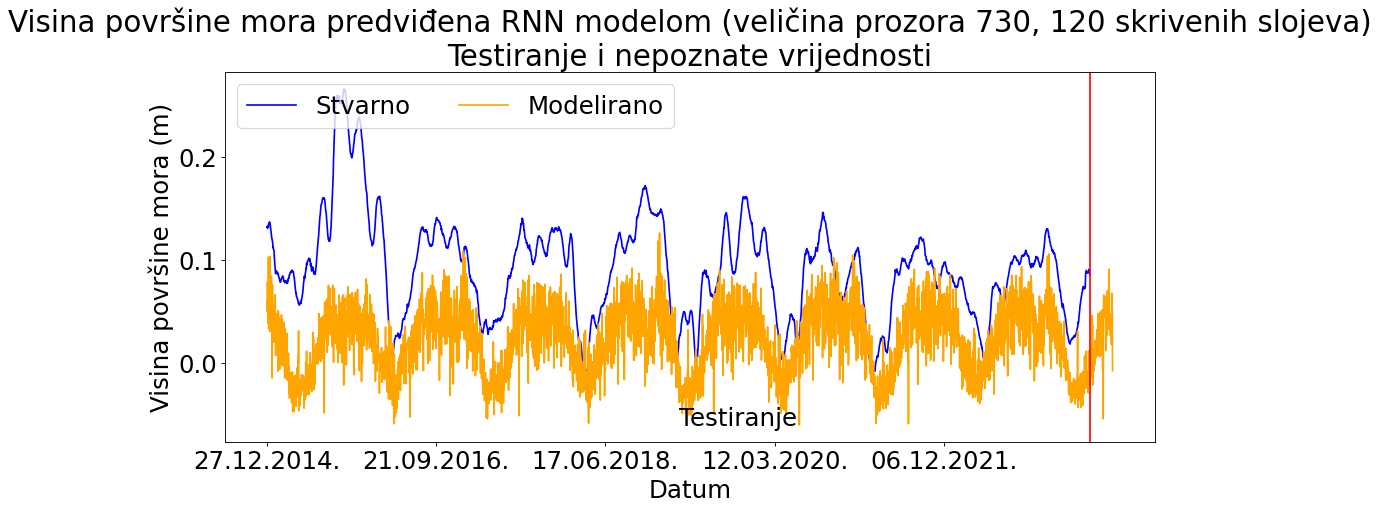 Visina površine mora predviđena RNN modelom (veličina prozora 730, 120 skrivenih slojeva)
Testiranje i nepoznate vrijednosti
Stvarno Modelirano
Visina površine mora (m)
0.2
0.1
0.0
Testiranje
27.12.2014. 21.09.2016. 17.06.2018. 12.03.2020. 06.12.2021.
Datum